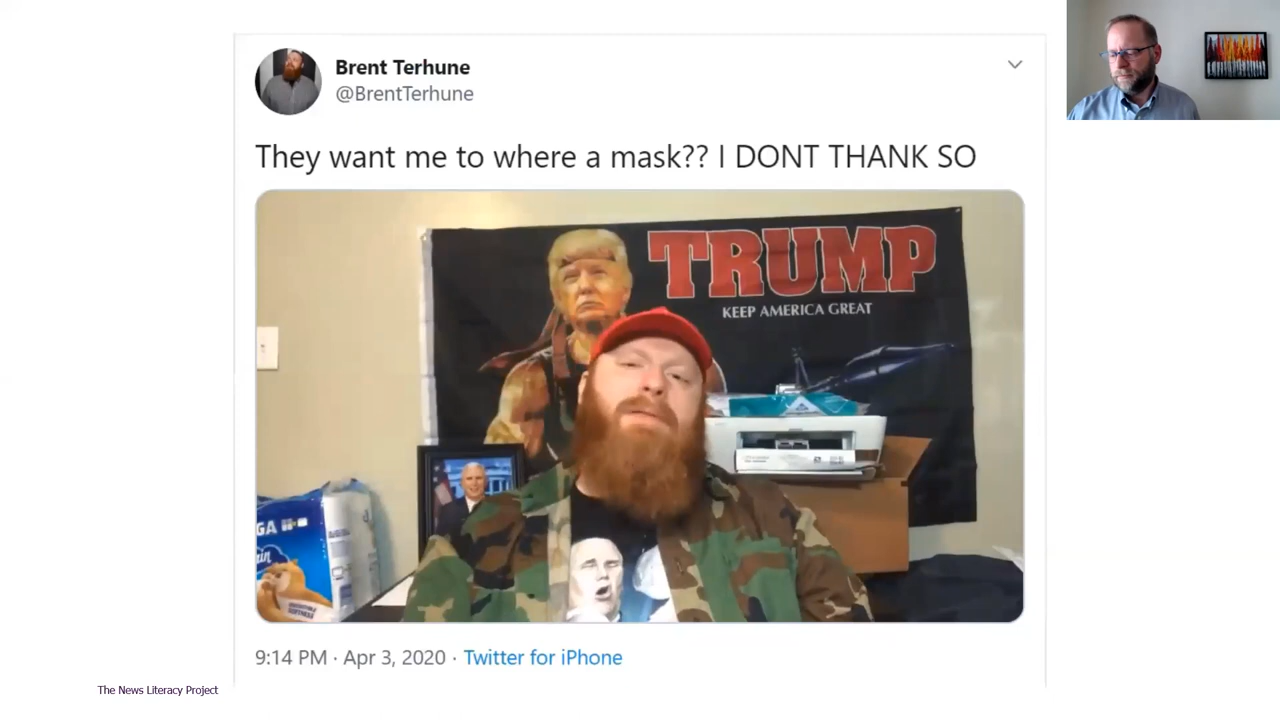 Brent Terhune
@BrentTerhune
They want me to where a mask?? I DONT THANK SO
TRUMP
KEEP AMERICA GREAT
GA
9:14 PM · Apr 3, 2020 · Twitter for iPhone
The News Literacy Project